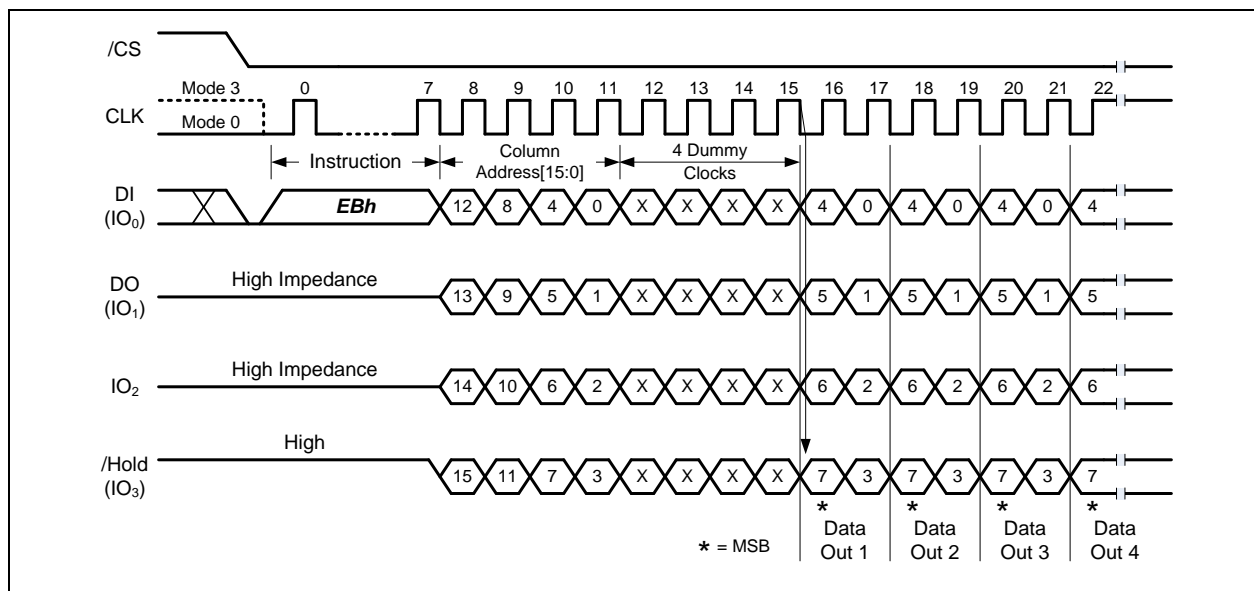 /CS
Mode 3 0 7 8 9 10 11 12 13 14 15 16 17 18 19 20 21 22
CLK
Mode 0
Instruction
Column
Address[15:0]
4 Dummy
Clocks
DI
(IO0)
EBh 12 8 4 0 X X X X 4 0 4 0 4 0 4
High Impedance
DO
(IO1)
13 9 5 1 X X X X 5 1 5 1 5 1 5
High Impedance
IO2
14 10 6 2 X X X X 6 2 6 2 6 2 6
High
/Hold
(IO3)
15 11 7 3 X X X X 7 3 7 3 7 3 7
* * * *
* = MSB
Data
Out 1
Data
Out 2
Data
Out 3
Data
Out 4